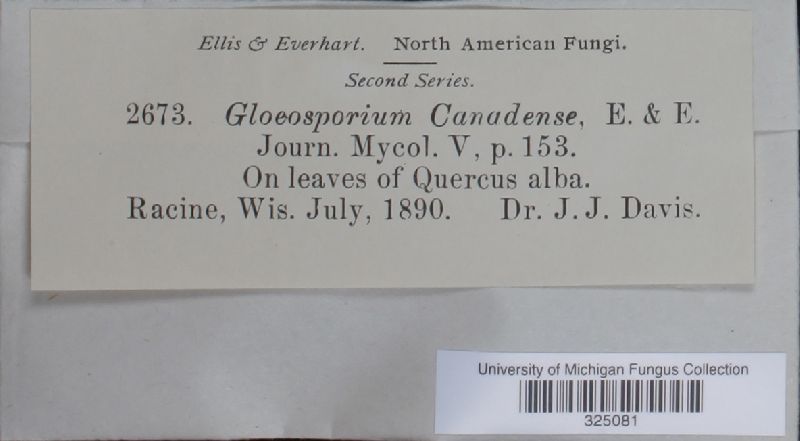 Ellis & Everhart. North American Fungi.
Second Series.
2673. Gloeosporium Canadense, E. & E.
Journ. Mycol. V, p. 153.
On leaves of Quercus alba.
Racine, Wis. July, 1890. Dr. J. J. Davis.
University of Michigan Fungus Collection
325081